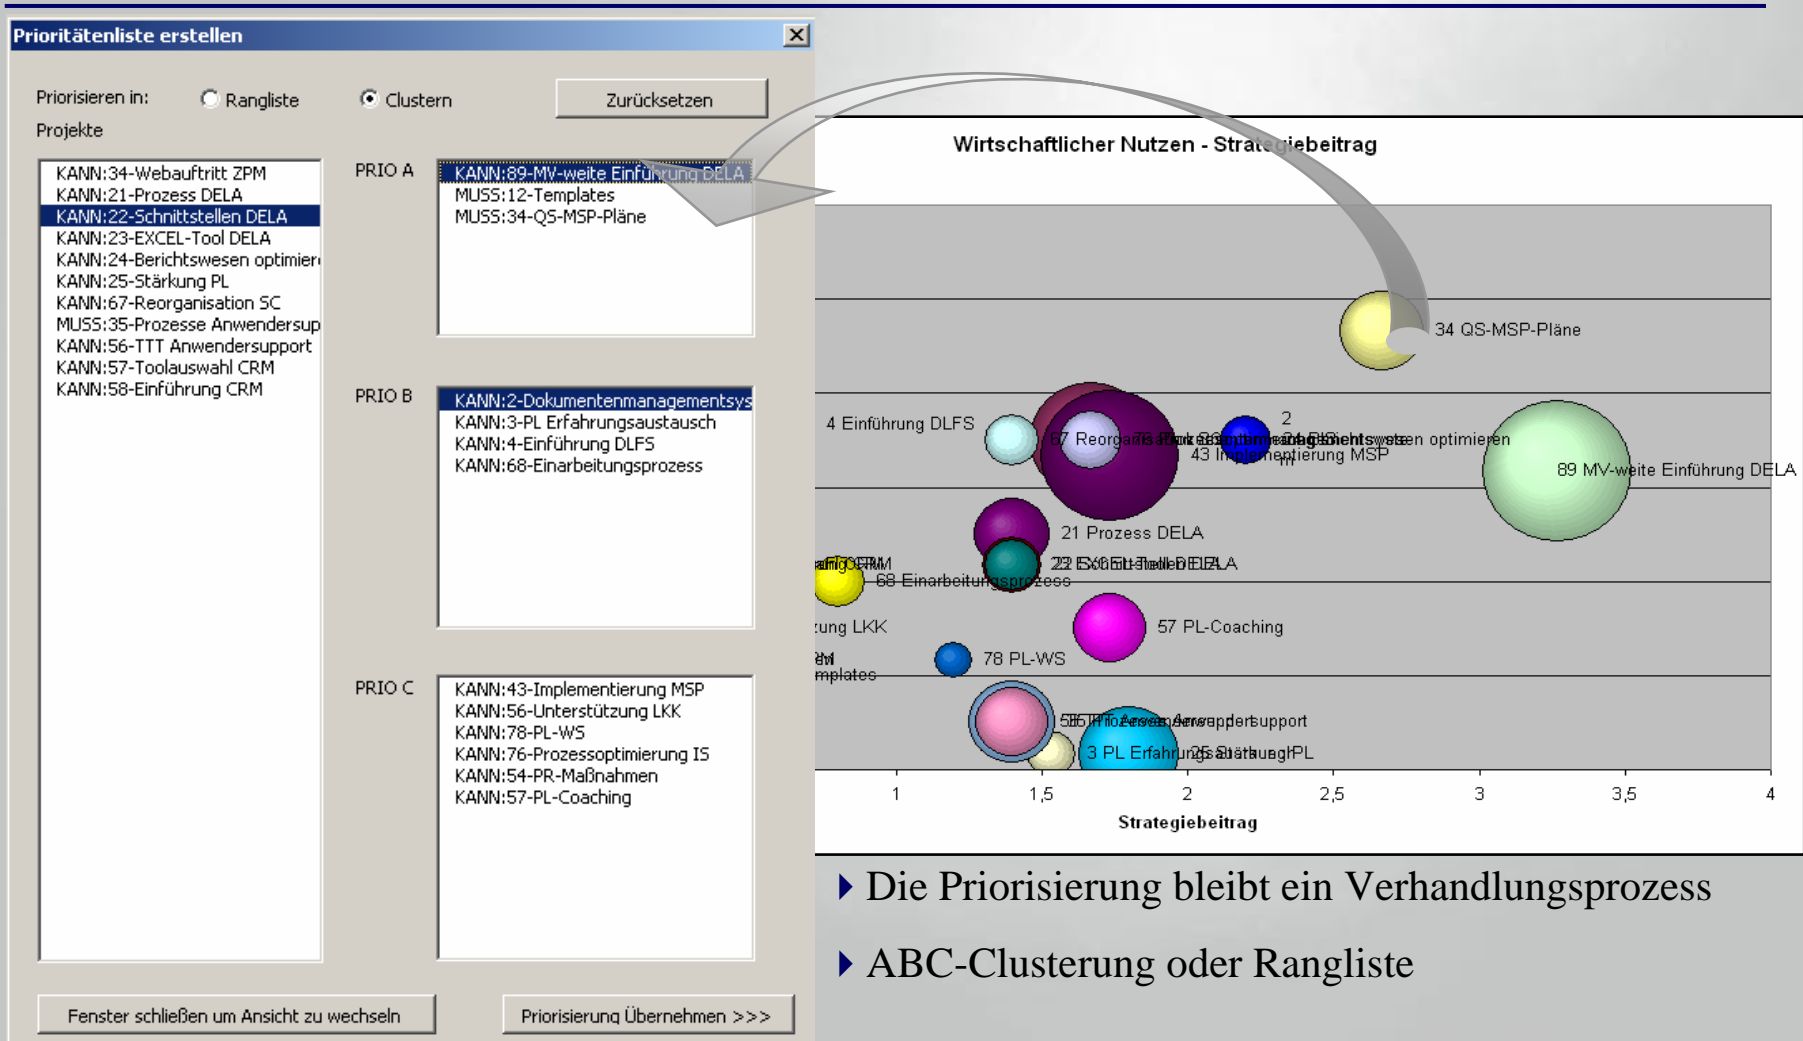 Prioritätenliste erstellen
Priorisieren in:
Rangliste
Clustern
Zurücksetzen
Projekte
KANN:34-Webauftritt ZPM
KANN:21-Prozess DELA
KANN:22-Schnittstellen DELA
KANN:23-EXCEL-Tool DELA
KANN:24-Berichtswesen optimier
KANN:25-Stärkung PL
KANN:67-Reorganisation SC
MUSS:35-Prozesse Anwendersup
KANN:56-TTT Anwendersupport
KANN:57-Toolauswahl CRM
KANN:58-Einführung CRM
PRIO A
KANN:89-MV-weite Einführung DELA
MUSS:12-Templates
MUSS:34-QS-MSP-Pläne
PRIO B
KANN:2-Dokumentenmanagementsys
KANN:3-PL Erfahrungsaustausch
KANN:4-Einführung DLFS
KANN:68-Einarbeitungsprozess
PRIO C
KANN:43-Implementierung MSP
KANN:56-Unterstützung LKK
KANN:78-PL-WS
KANN:76-Prozessoptimierung IS
KANN:54-PR-Maßnahmen
KANN:57-PL-Coaching
Fenster schließen um Ansicht zu wechseln
Priorisierung Übernehmen >>>
Wirtschaftlicher Nutzen - Strategiebeitrag
34 QS-MSP-Pläne
4 Einführung DLFS
2
optimieren
43 Implementierung MSP
89 MV-weite Einführung DELA
21 Prozess DELA
68 Einarbeitungsprozess
zung LKK
57 PL-Coaching
78 PL-WS
mplates
3 PL Erfahrungsaustausch
1
1,5
2
2,5
3
3,5
4
Strategiebeitrag
Die Priorisierung bleibt ein Verhandlungsprozess
ABC-Clusterung oder Rangliste